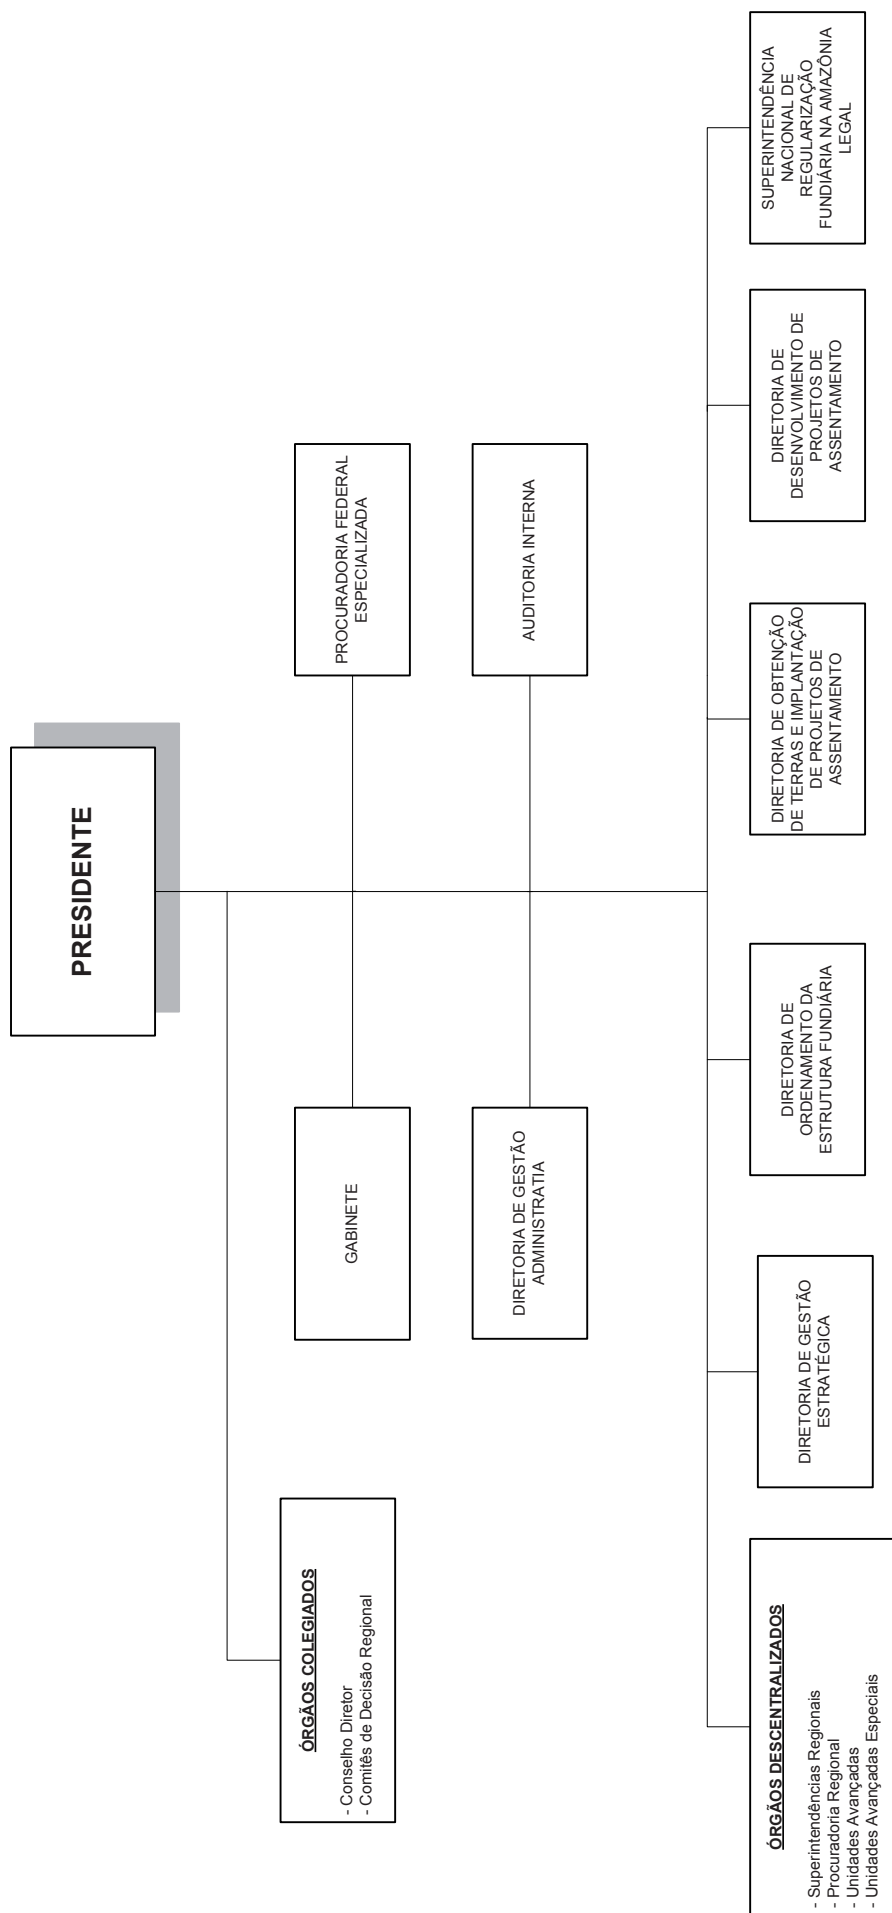 PRESIDENTE
ÓRGÃOS COLEGIADOS
- Conselho Diretor
- Comitês de Decisão Regional
GABINETE
PROCURADORIA FEDERAL
ESPECIALIZADA
DIRETORIA DE GESTÃO
ADMINISTRATIA
AUDITORIA INTERNA
ÓRGÃOS DESCENTRALIZADOS
- Superintendências Regionais
- Procuradoria Regional
- Unidades Avançadas
- Unidades Avançadas Especiais
DIRETORIA DE GESTÃO
ESTRATÉGICA
DIRETORIA DE
ORDENAMENTO DA
ESTRUTURA FUNDIÁRIA
DIRETORIA DE OBTENÇÃO
DE TERRAS E IMPLANTAÇÃO
DE PROJETOS DE
ASSENTAMENTO
DIRETORIA DE
DESENVOLVIMENTO DE
PROJETOS DE
ASSENTAMENTO
SUPERINTENDÊNCIA
NACIONAL DE
REGULARIZAÇÃO
FUNDIÁRIA NA AMAZÔNIA
LEGAL